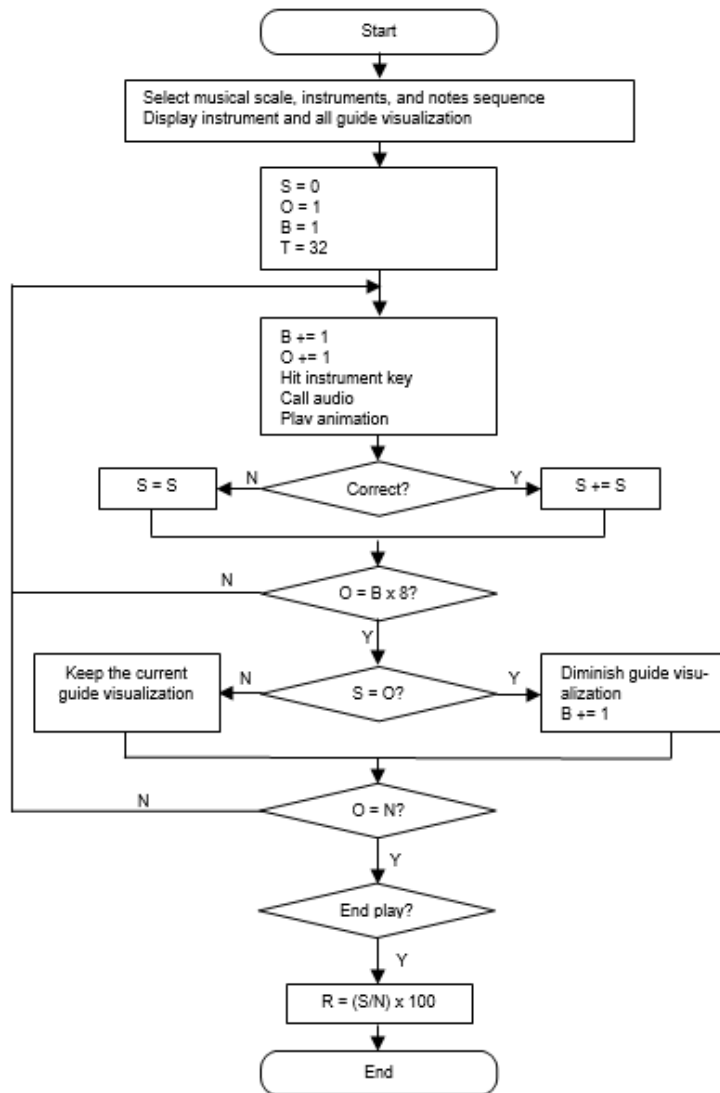 Start
Select musical scale, instruments, and notes sequence
Display instrument and all guide visualization
S = 0
O = 1
B = 1
T = 32
B += 1
O += 1
Hit instrument key
Call audio
Play animation
S = S
N
Correct?
Y
S += S
N
O = B x 8?
Y
Keep the current
guide visualization
N
S = O?
Y
Diminish guide visu-
alization
B += 1
N
O = N?
Y
End play?
Y
R = (S/N) x 100
End